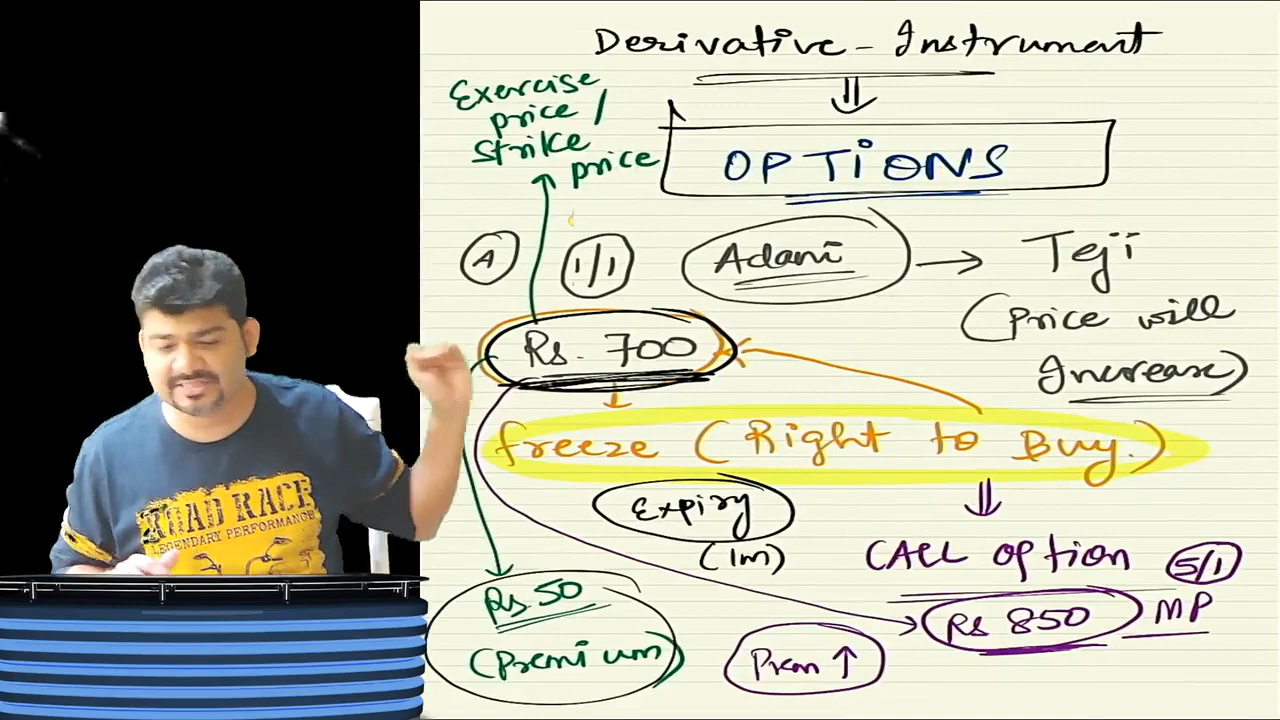 Derivative - Instrument
OPTIONS
Exercise
price /
Strike
price
A
1/1
Adani
Teji
(Price will
Increase)
Rs. 700
freeze (Right to Buy.)
Expiry
(1m)
CALL option
5/1
Rs 850
MP
Rs. 50
(Premium)
Prem ↑
ROAD RACE
LEGENDARY PERFORMANCE